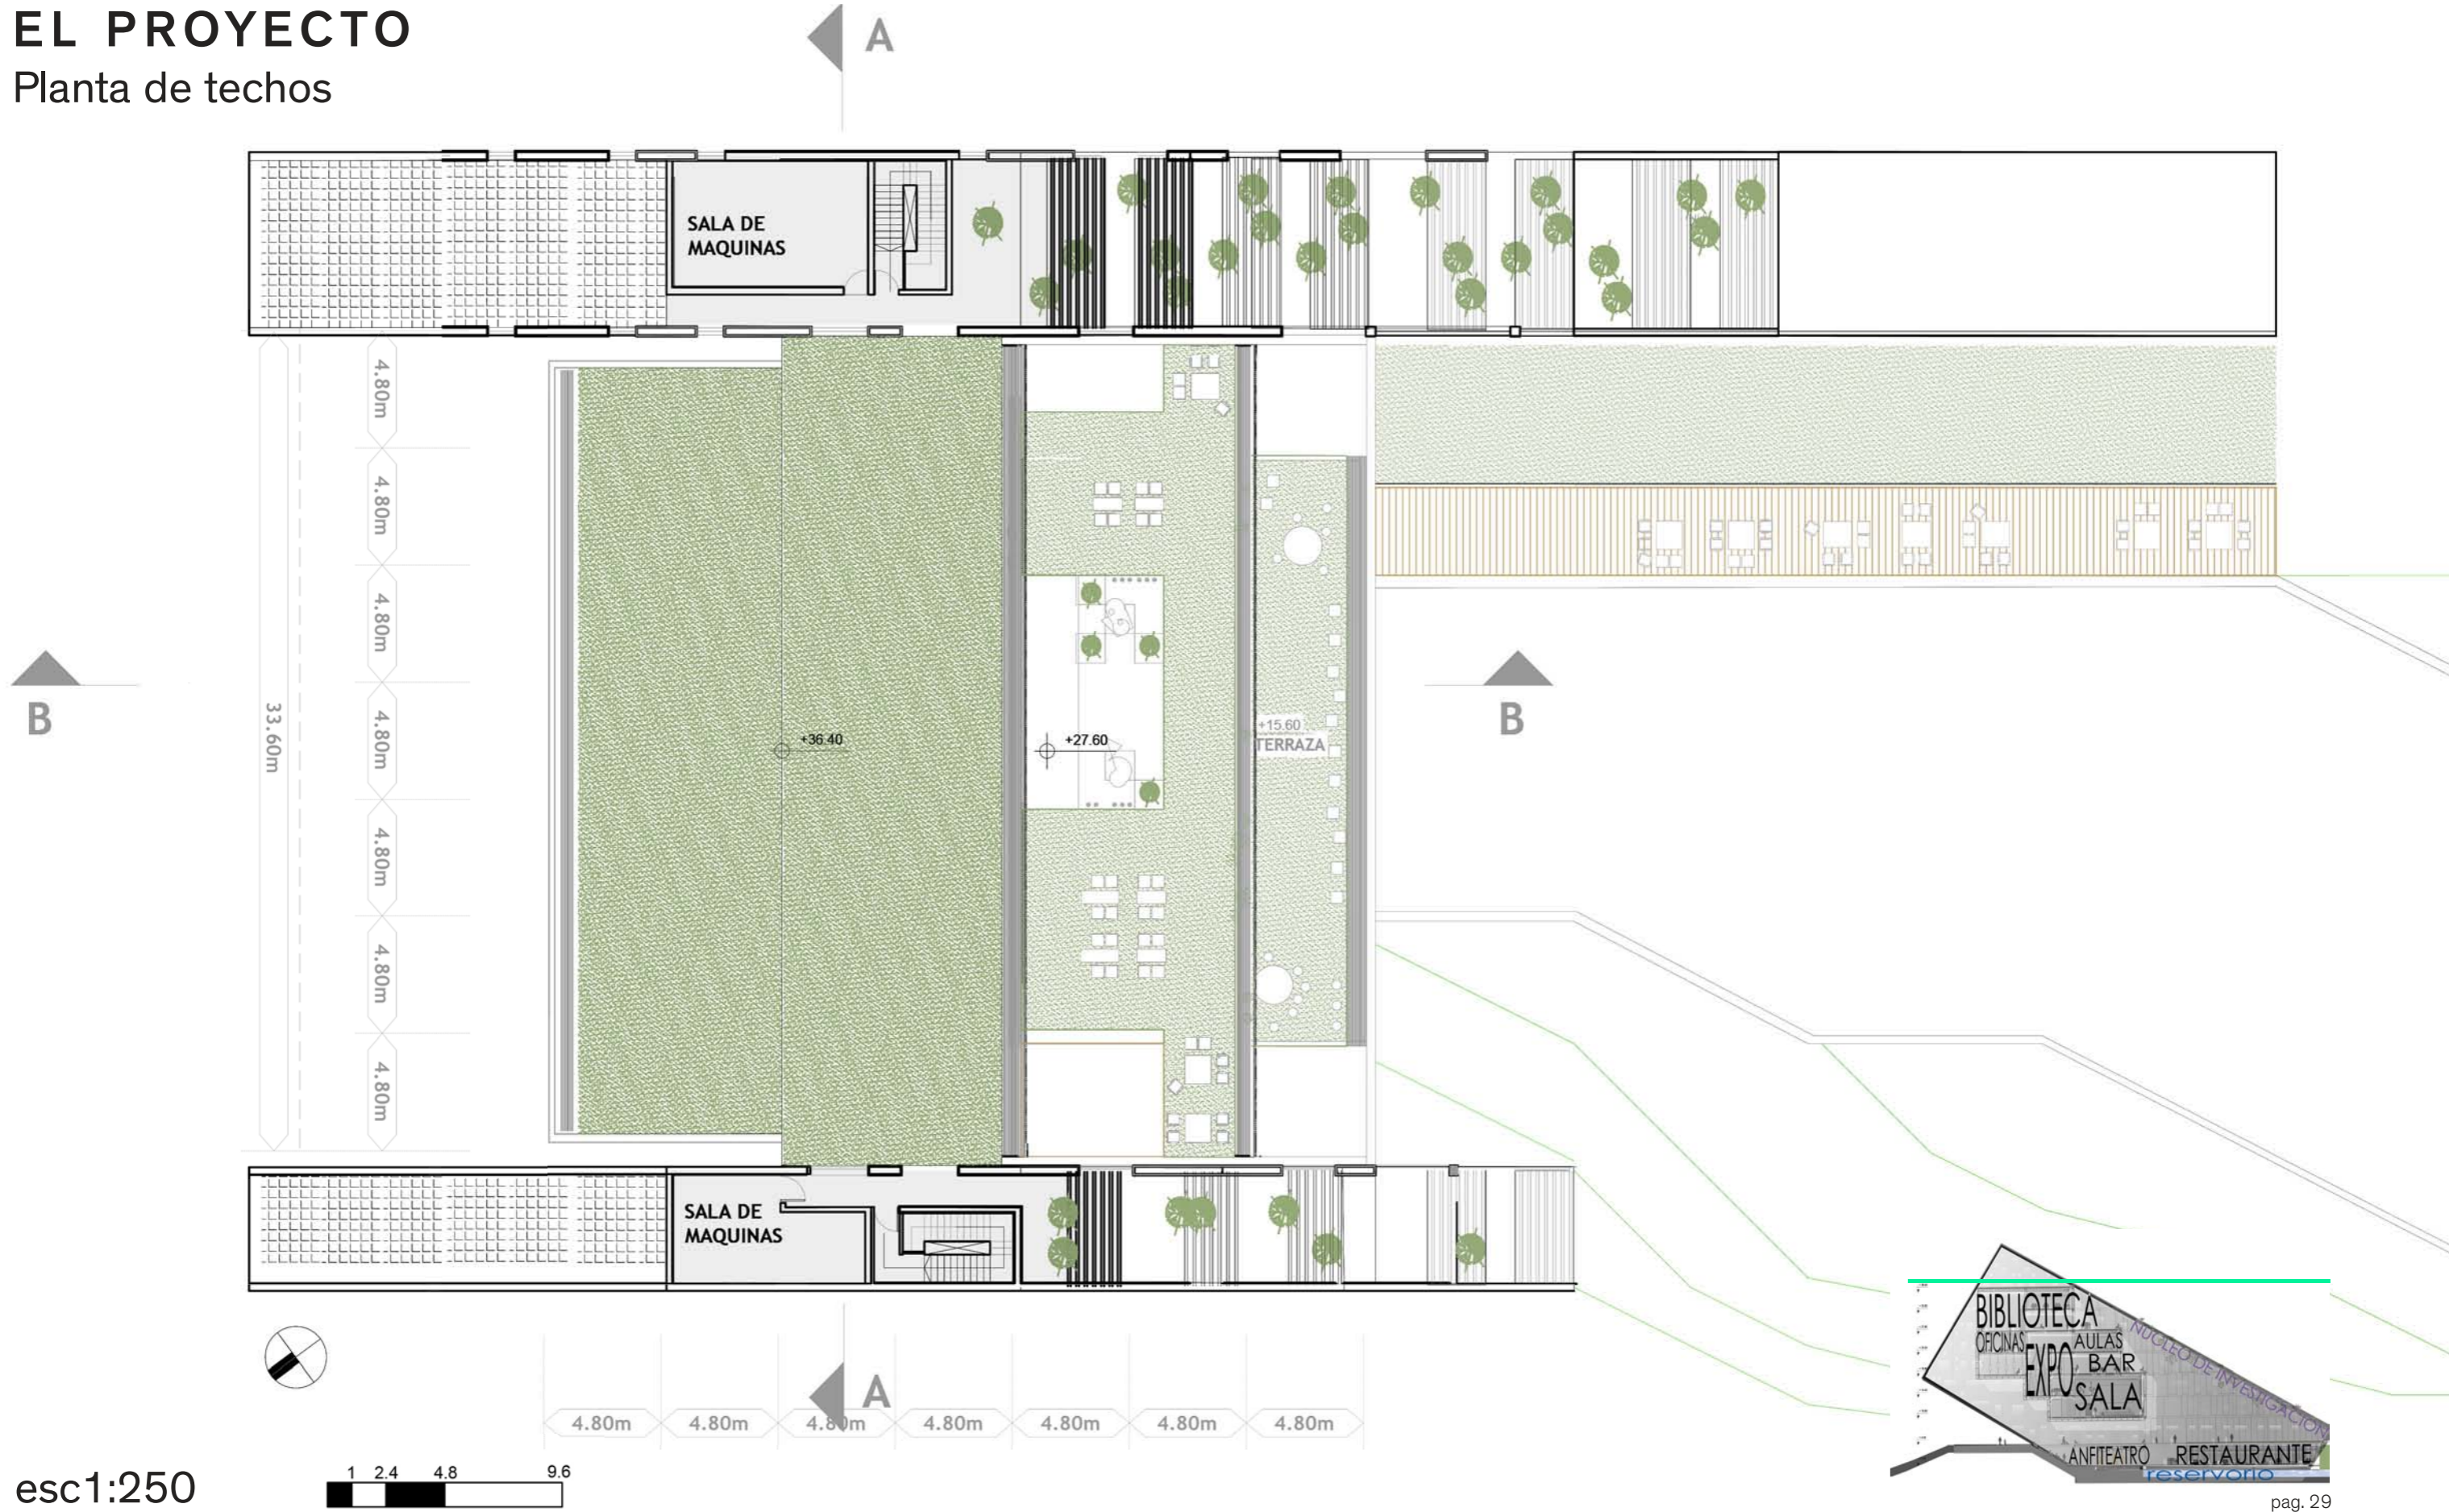 EL PROYECTO
Planta de techos
A
SALA DE
MAQUINAS
4.80m
4.80m
4.80m
4.80m
4.80m
4.80m
4.80m
33.60m
B
B
+36.40
+27.60
+15.60
TERRAZA
SALA DE
MAQUINAS
A
4.80m
4.80m
4.80m
4.80m
4.80m
4.80m
4.80m
BIBLIOTECA
OFICINAS
AULAS
EXPO
BAR
SALA
NUCLEO DE INVESTIGACION
ANFITEATRO
RESTAURANTE
reservorio
esc1:250
1 2.4 4.8 9.6
pag. 29